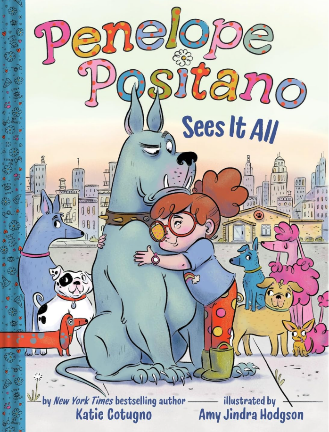 Penelope
Positano
Sees It All
by New York Times bestselling author
Katie Cotugno
illustrated by
Amy Jindra Hodgson